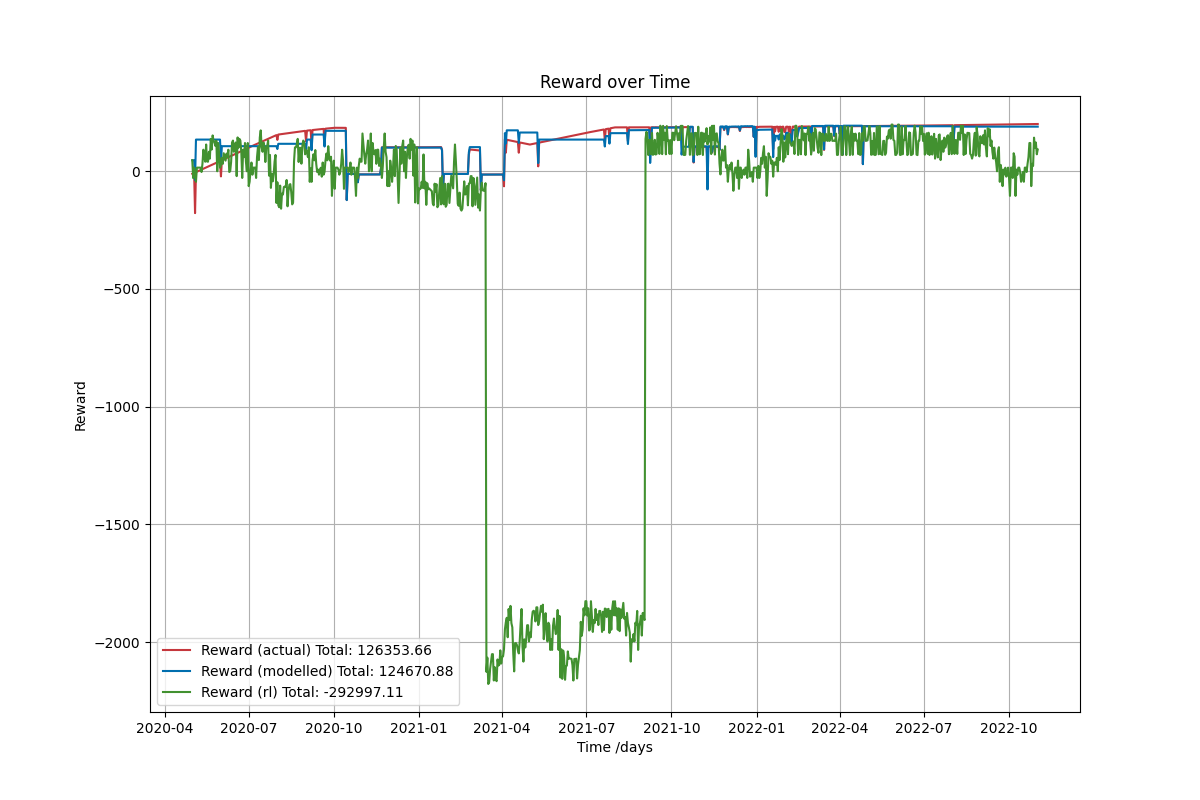 Reward over Time
Reward
0
−500
−1000
−1500
−2000
Reward (actual) Total: 126353.66
Reward (modelled) Total: 124670.88
Reward (rl) Total: -292997.11
2020-04 2020-07 2020-10 2021-01 2021-04 2021-07 2021-10 2022-01 2022-04 2022-07 2022-10
Time /days